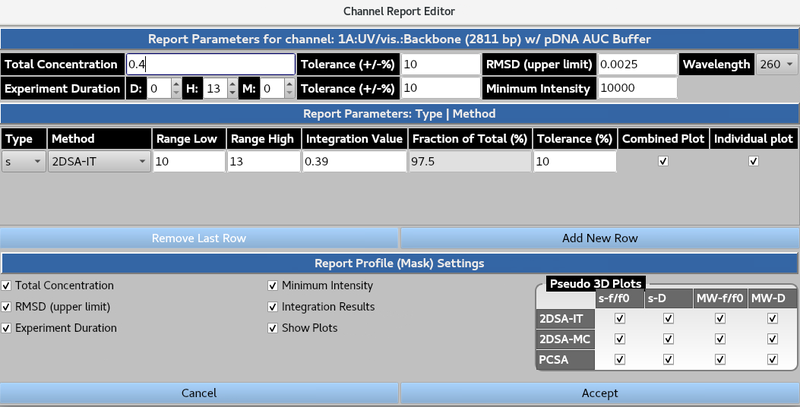 Channel Report Editor
Report Parameters for channel: 1A:UV/vis.:Backbone (2811 bp) w/ pDNA AUC Buffer
Total Concentration 0.4 Tolerance (+/-%) 10 RMSD (upper limit) 0.0025 Wavelength 260
Experiment Duration D: 0 H: 13 M: 0 Tolerance (+/-%) 10 Minimum Intensity 10000
Report Parameters: Type | Method
Type Method Range Low Range High Integration Value Fraction of Total (%) Tolerance (%) Combined Plot Individual plot
s 2DSA-IT 10 13 0.39 97.5 10
Remove Last Row Add New Row
Report Profile (Mask) Settings
Total Concentration Minimum Intensity
RMSD (upper limit) Integration Results
Experiment Duration Show Plots
Pseudo 3D Plots
s-f/f0 s-D MW-f/f0 MW-D
2DSA-IT
2DSA-MC
PCSA
Cancel Accept